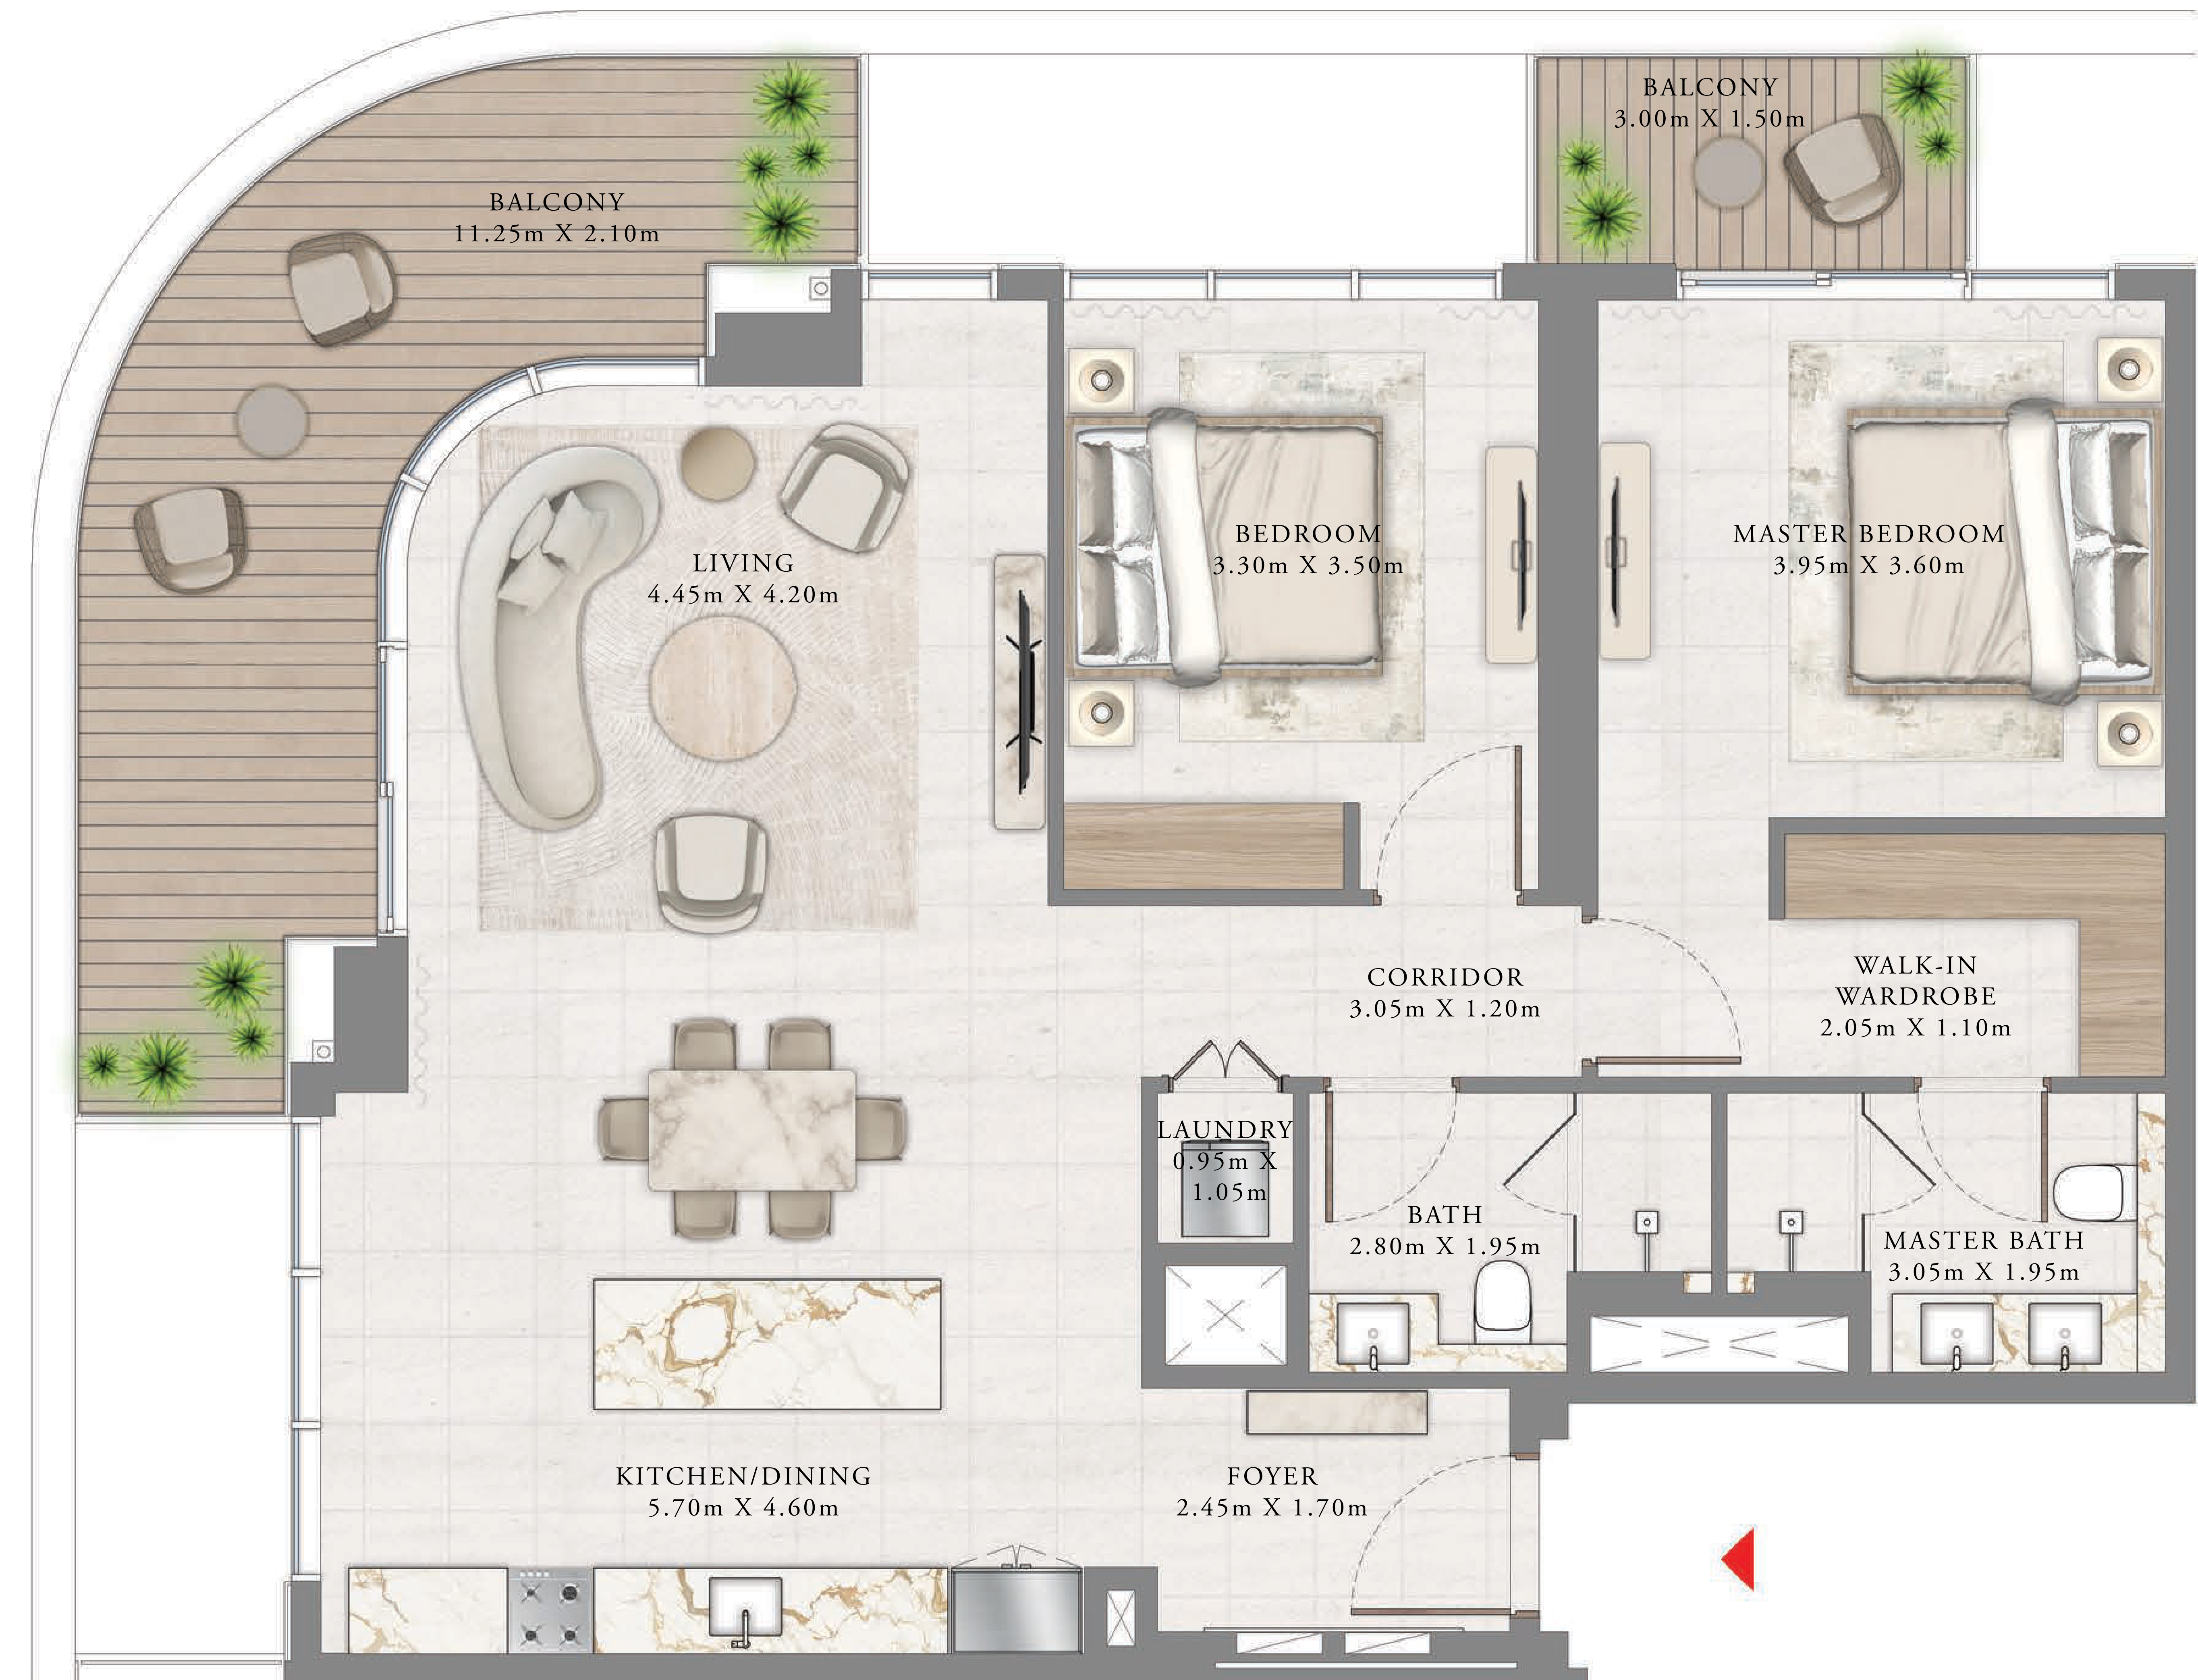 BALCONY
3.00m X 1.50m
BALCONY
11.25m X 2.10m
BEDROOM
3.30m X 3.50m
MASTER BEDROOM
3.95m X 3.60m
LIVING
4.45m X 4.20m
CORRIDOR
3.05m X 1.20m
WALK-IN
WARDROBE
2.05m X 1.10m
LAUNDRY
0.95m X
1.05m
BATH
2.80m X 1.95m
MASTER BATH
3.05m X 1.95m
KITCHEN/DINING
5.70m X 4.60m
FOYER
2.45m X 1.70m